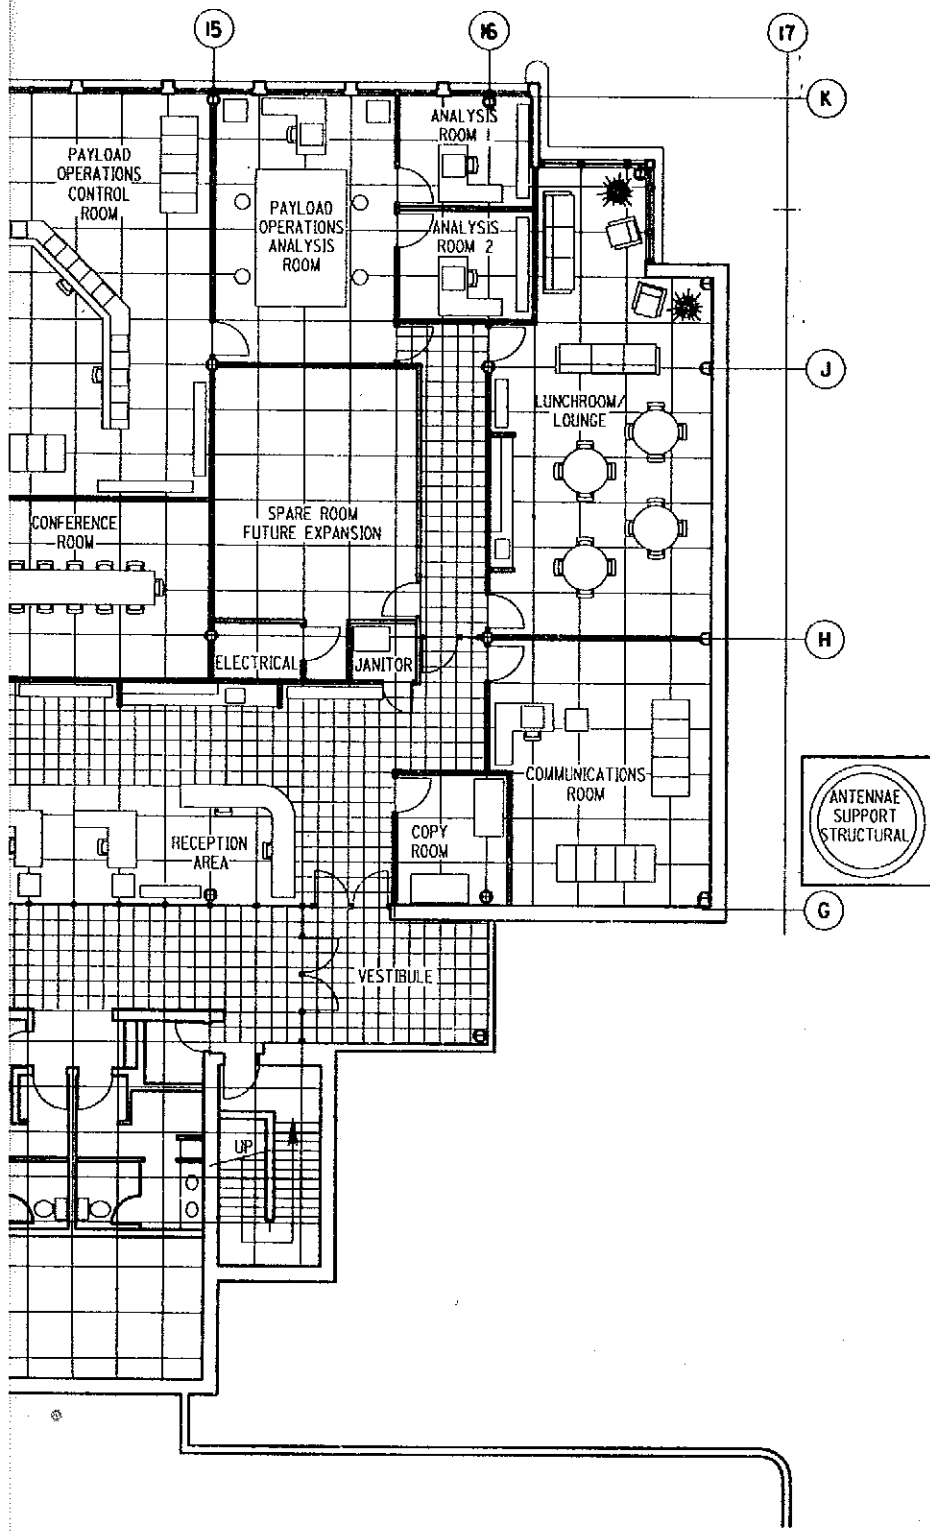 15
16
17
K
ANALYSIS
ROOM 1
PAYLOAD
OPERATIONS
CONTROL
ROOM
PAYLOAD
OPERATIONS
ANALYSIS
ROOM
ANALYSIS
ROOM 2
J
LUNCHROOM/
LOUNGE
SPARE ROOM
FUTURE EXPANSION
CONFERENCE
ROOM
H
ELECTRICAL
JANITOR
COMMUNICATIONS
ROOM
ANTENNAE
SUPPORT
STRUCTURAL
RECEPTION
AREA
COPY
ROOM
G
VESTIBULE
UP